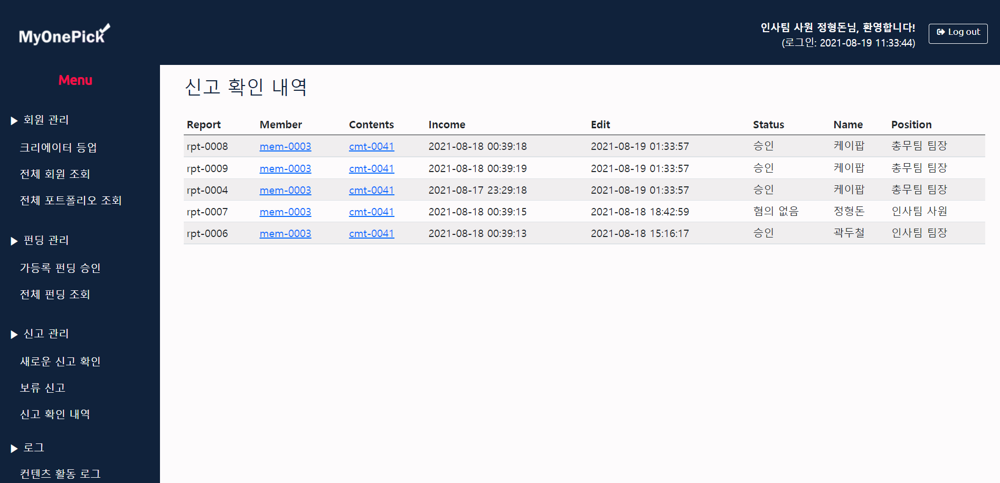 MyOnePick
인사팀 사원 정형돈님, 환영합니다!
(로그인: 2021-08-19 11:33:44)
Log out
Menu
▶ 회원 관리
크리에이터 등업
전체 회원 조회
전체 포트폴리오 조회
▶ 펀딩 관리
가등록 펀딩 승인
전체 펀딩 조회
▶ 신고 관리
새로운 신고 확인
보류 신고
신고 확인 내역
▶ 로그
컨텐츠 활동 로그
신고 확인 내역
Report Member Contents Income Edit Status Name Position
rpt-0008 mem-0003 cmt-0041 2021-08-18 00:39:18 2021-08-19 01:33:57 승인 케이팝 총무팀 팀장
rpt-0009 mem-0003 cmt-0041 2021-08-18 00:39:19 2021-08-19 01:33:57 승인 케이팝 총무팀 팀장
rpt-0004 mem-0003 cmt-0041 2021-08-17 23:29:18 2021-08-19 01:33:57 승인 케이팝 총무팀 팀장
rpt-0007 mem-0003 cmt-0041 2021-08-18 00:39:15 2021-08-18 18:42:59 혐의 없음 정형돈 인사팀 사원
rpt-0006 mem-0003 cmt-0041 2021-08-18 00:39:13 2021-08-18 15:16:17 승인 곽두철 인사팀 팀장